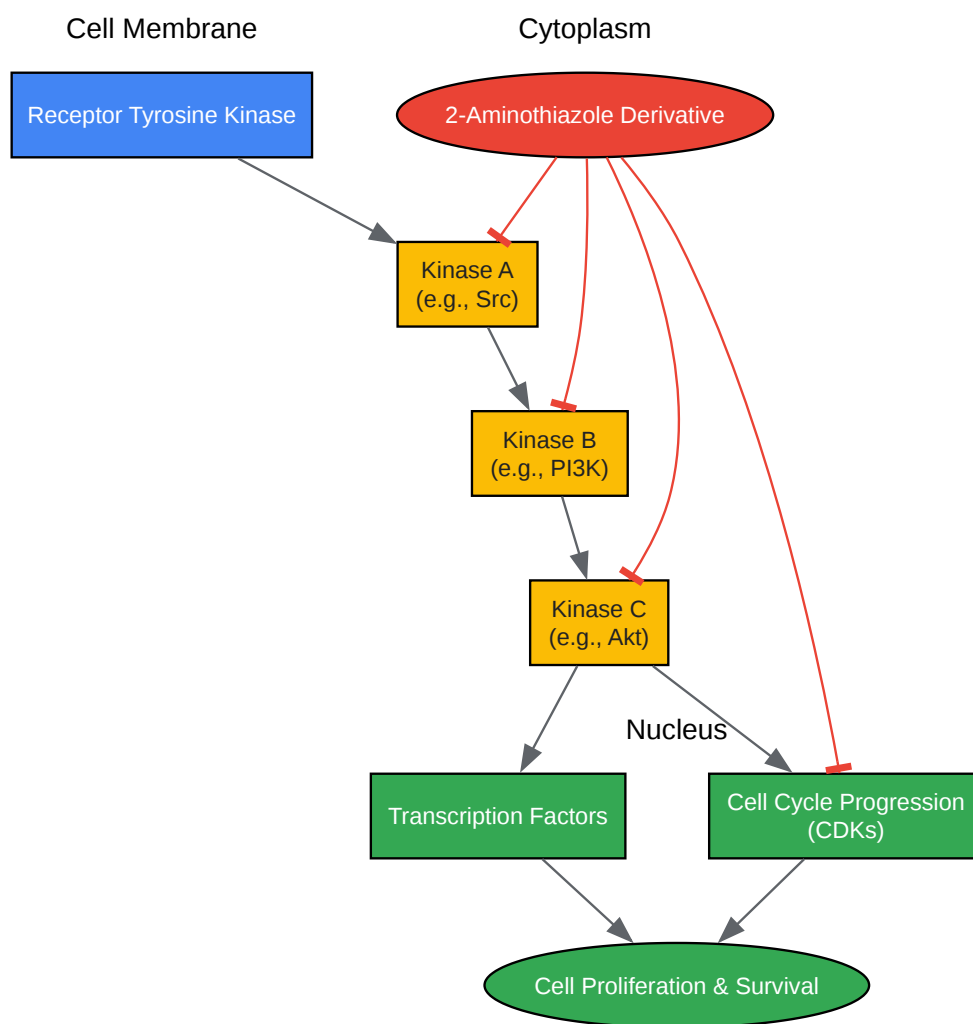 Cell Membrane
Cytoplasm
Receptor Tyrosine Kinase
2-Aminothiazole Derivative
Kinase A
(e.g., Src)
Kinase B
(e.g., PI3K)
Kinase C
(e.g., Akt)
Nucleus
Transcription Factors
Cell Cycle Progression
(CDKs)
Cell Proliferation & Survival